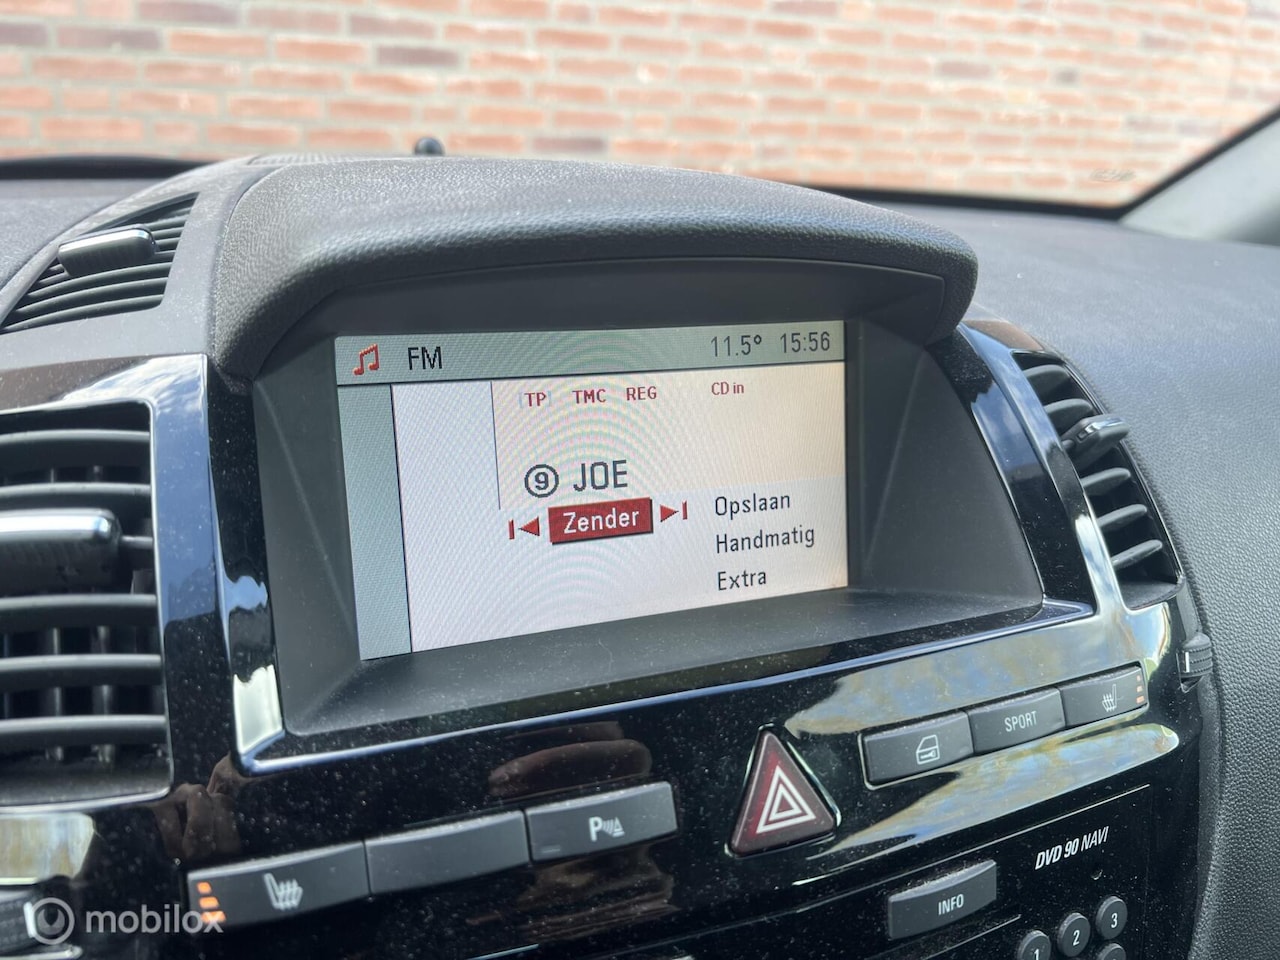 FM 11.5° 15:56
[TP] TMC REG CD in
9 JOE
Zender
Opslaan
Handmatig
Extra
SPORT
P
DVD 90 NAVI
INFO
1 2 3
mobilox